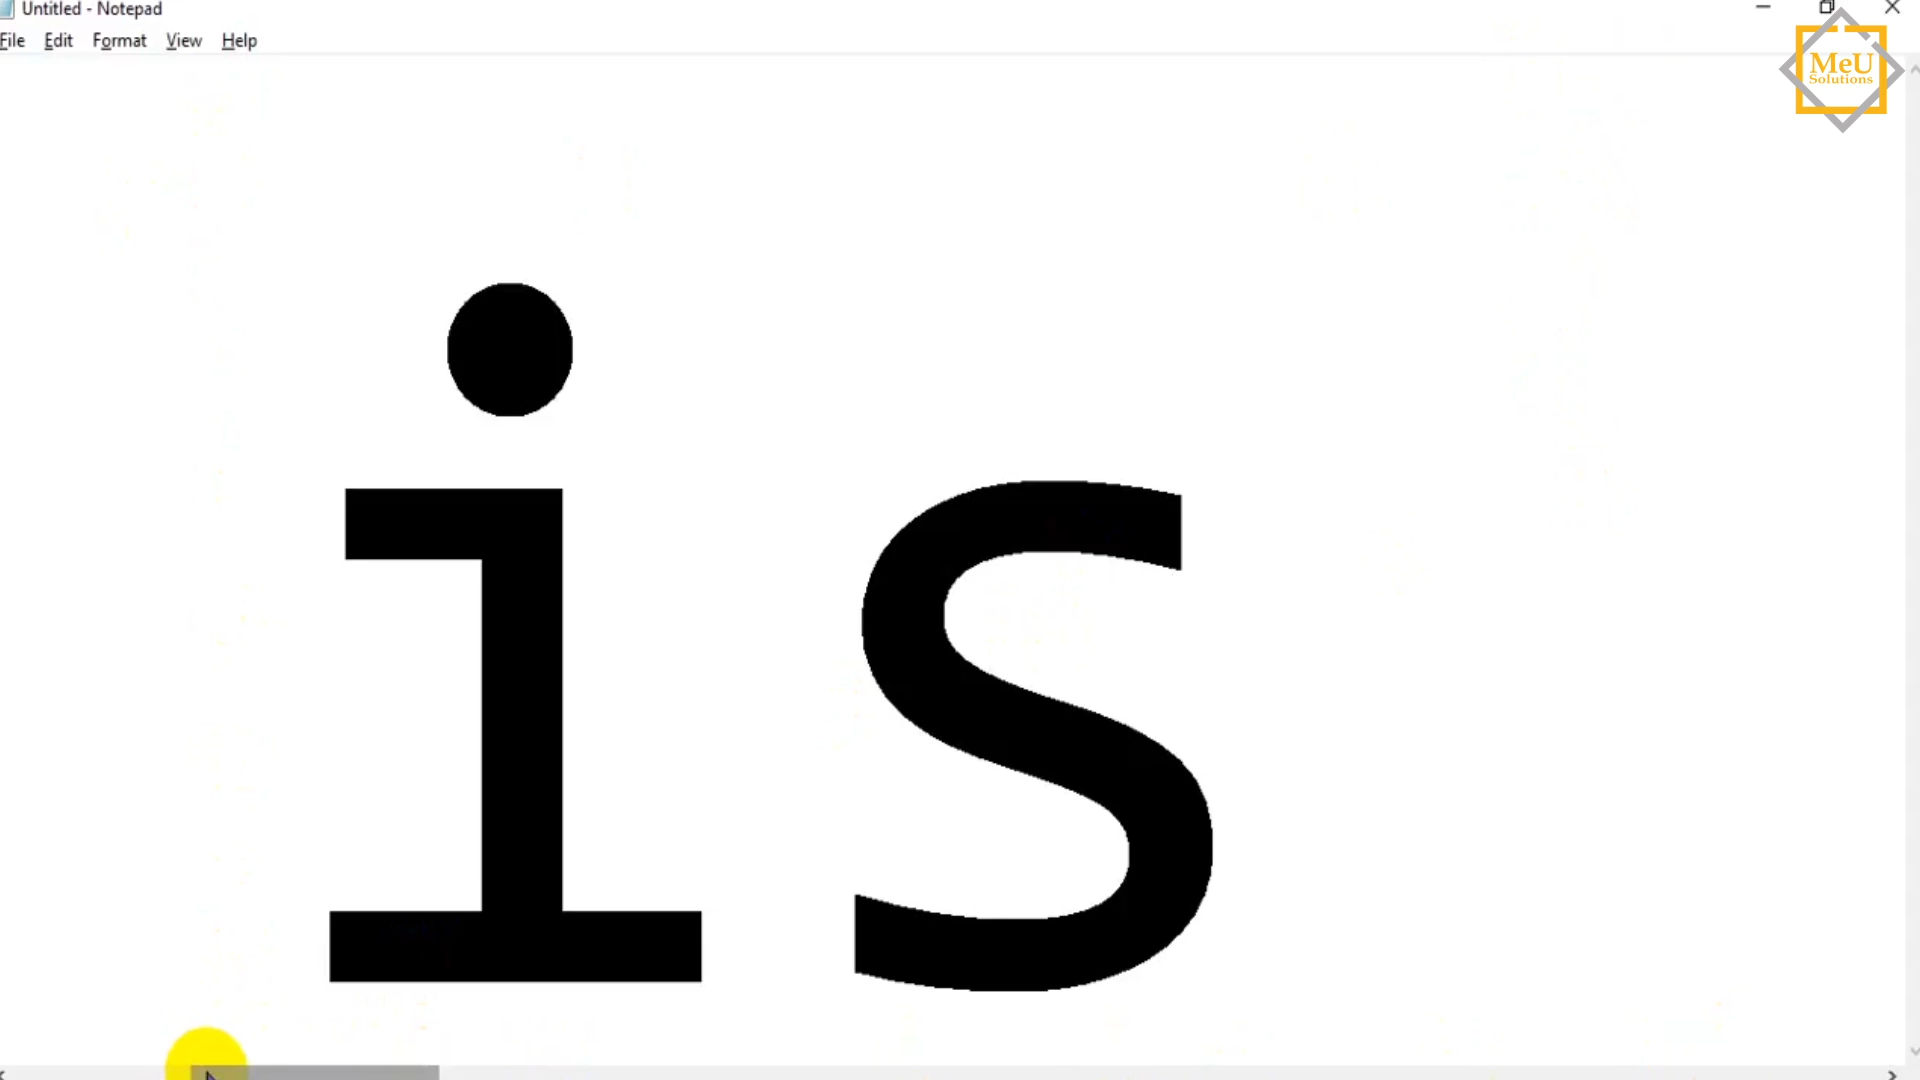 Untitled - Notepad
File Edit Format View Help
MeU
Solutions
is